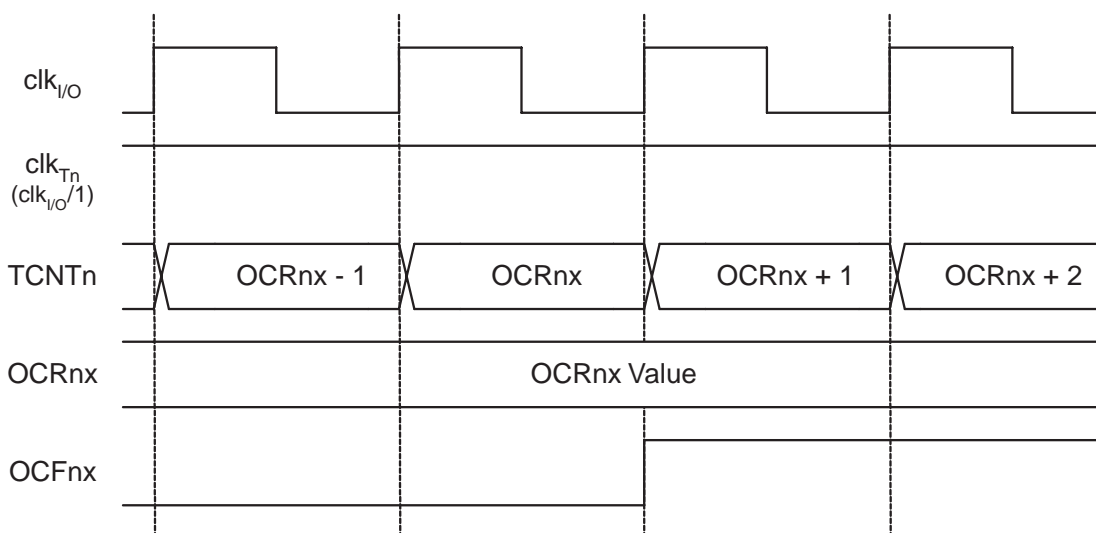 clkI/O
clkTn
(clkI/O/1)
TCNTn OCRnx - 1 OCRnx OCRnx + 1 OCRnx + 2
OCRnx OCRnx Value
OCFnx